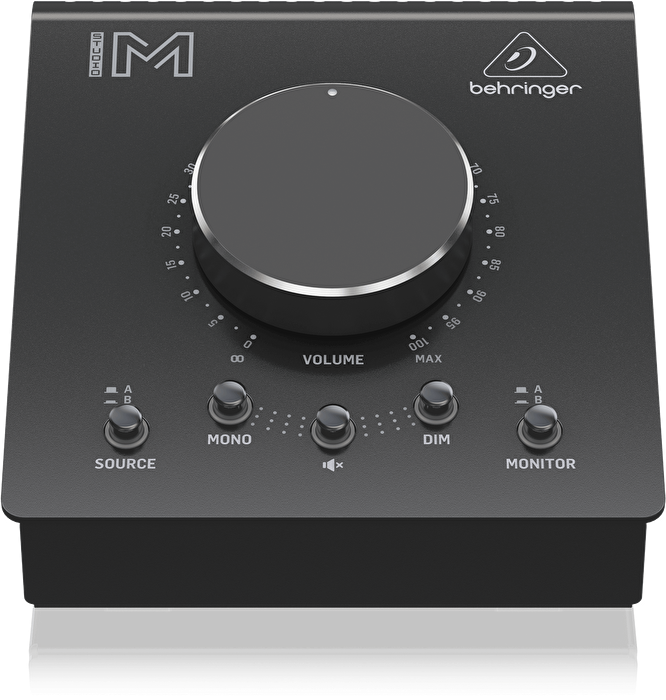 STUDIO
M
behringer
30
25
20
15
10
5
0
70
75
80
85
90
95
100
∞
VOLUME
MAX
A
B
A
B
SOURCE
MONO
DIM
MONITOR